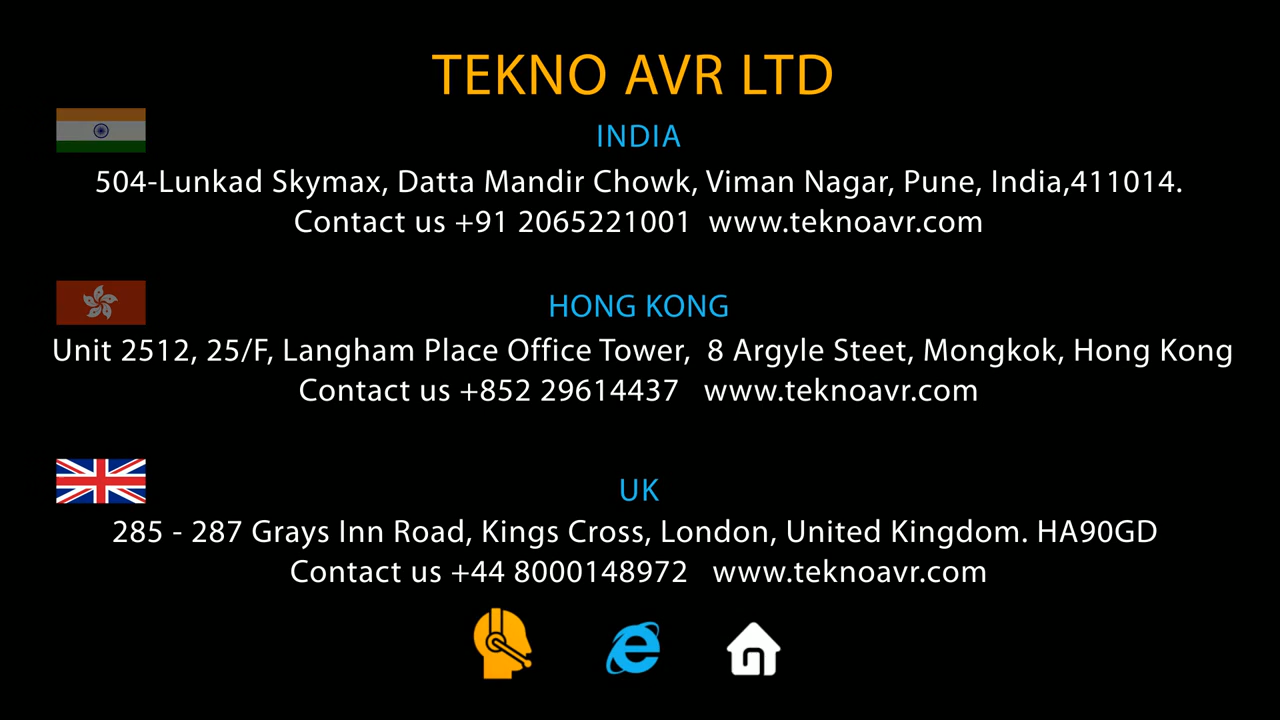 TEKNO AVR LTD
INDIA
504-Lunkad Skymax, Datta Mandir Chowk, Viman Nagar, Pune, India,411014.
Contact us +91 2065221001 www.teknoavr.com
HONG KONG
Unit 2512, 25/F, Langham Place Office Tower, 8 Argyle Steet, Mongkok, Hong Kong
Contact us +852 29614437 www.teknoavr.com
UK
285 - 287 Grays Inn Road, Kings Cross, London, United Kingdom. HA90GD
Contact us +44 8000148972 www.teknoavr.com